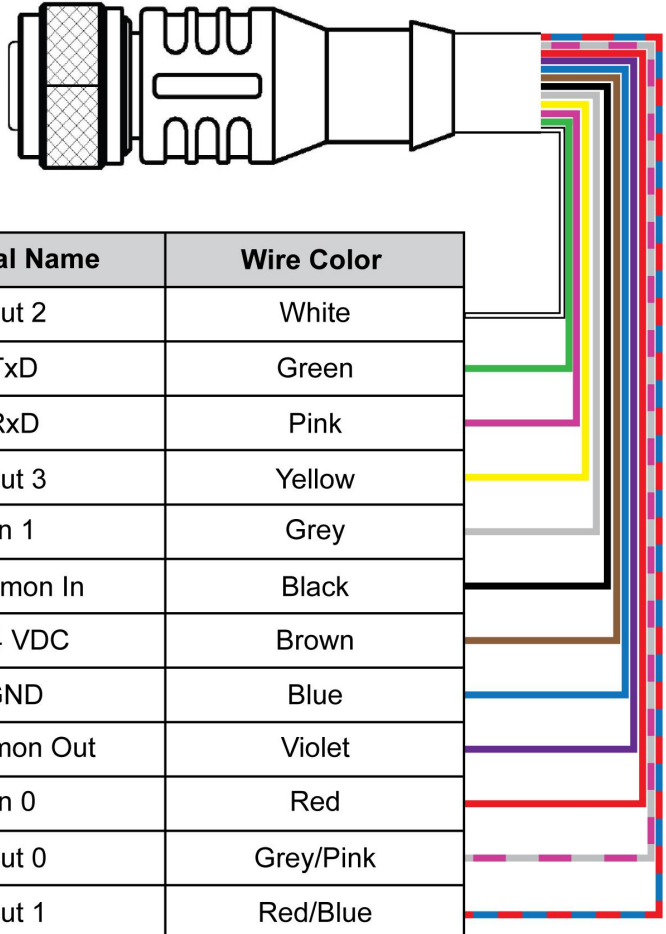 al Name Wire Color
ut 2 White
TxD Green
RxD Pink
ut 3 Yellow
n 1 Grey
mon In Black
VDC Brown
GND Blue
mon Out Violet
n 0 Red
ut 0 Grey/Pink
ut 1 Red/Blue